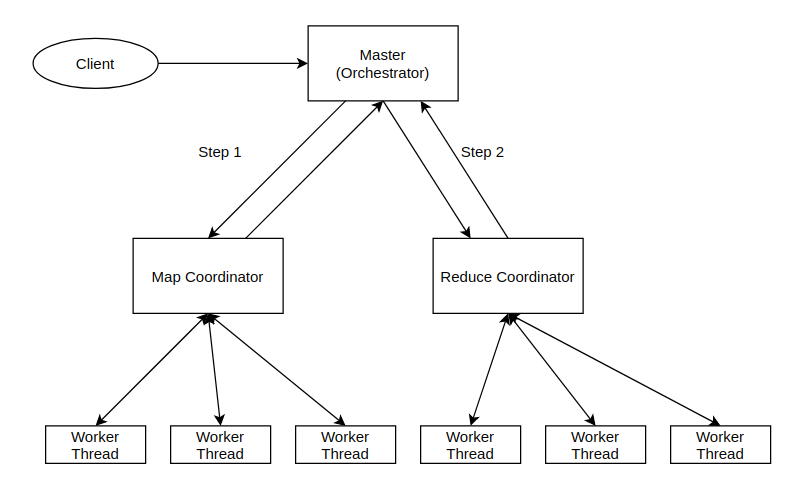 Client
Master
(Orchestrator)
Step 1
Step 2
Map Coordinator
Reduce Coordinator
Worker
Thread
Worker
Thread
Worker
Thread
Worker
Thread
Worker
Thread
Worker
Thread